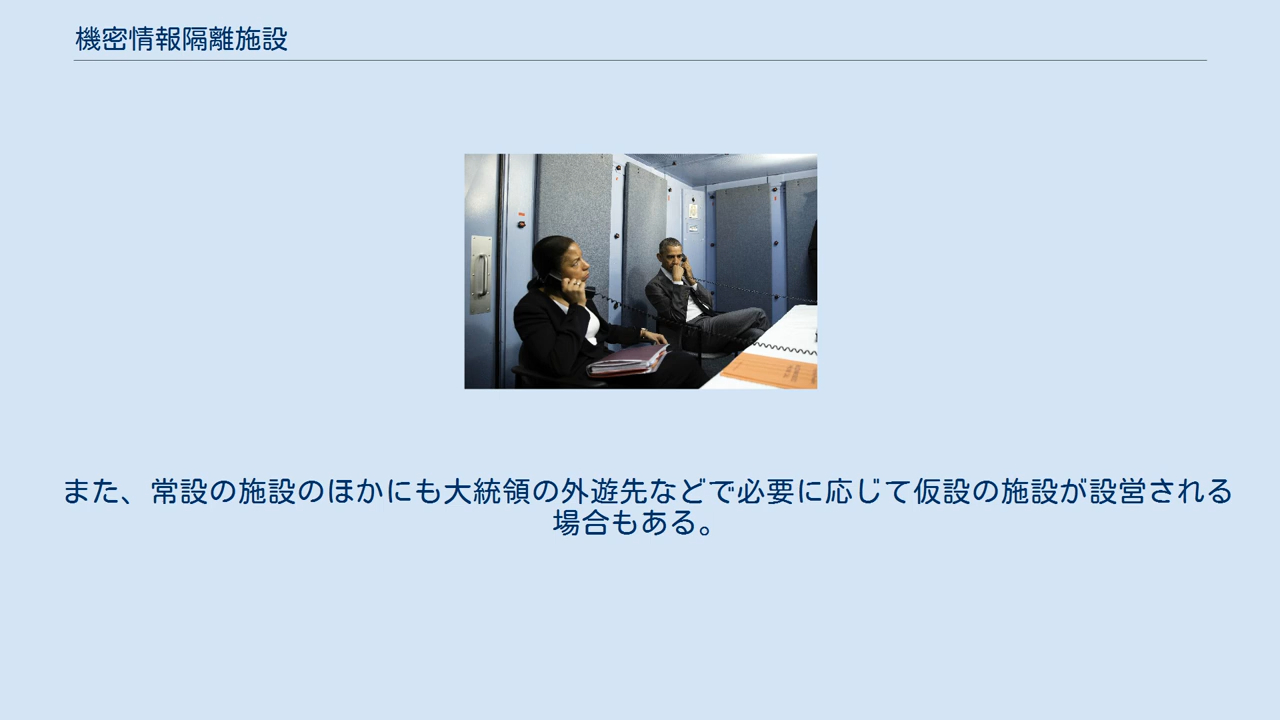 機密情報隔離施設
また、常設の施設のほかにも大統領の外遊先などで必要に応じて仮設の施設が設営される
場合もある。